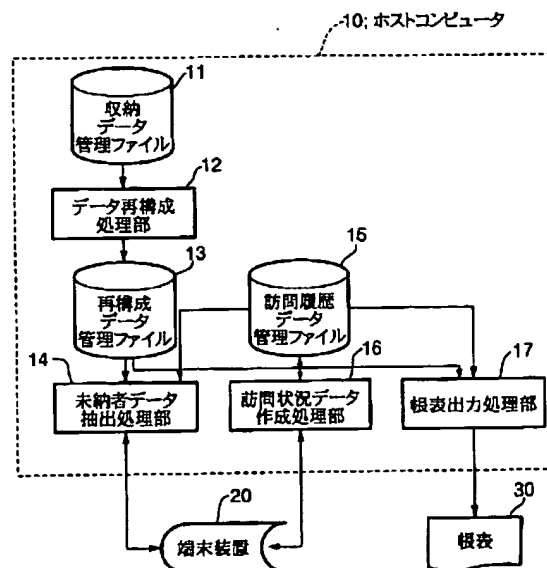 10; ホストコンピュータ
11
収納
データ
管理ファイル
12
データ再構成
処理部
13
再構成
データ
管理ファイル
15
訪問履歴
データ
管理ファイル
14
未納者データ
抽出処理部
16
訪問状況データ
作成処理部
17
帳表出力処理部
20
端末装置
30
帳表